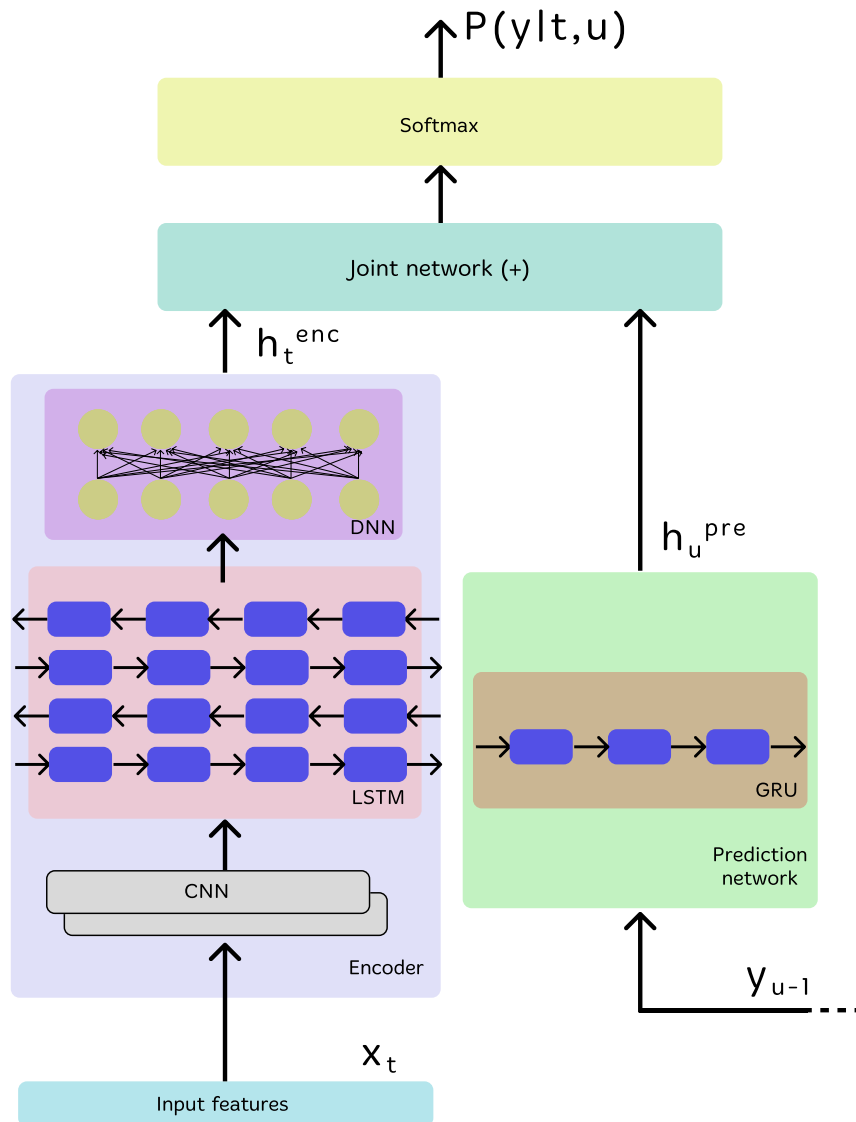 P(y|t,u)
Softmax
Joint network (+)
h_t^enc
DNN
h_u^pre
LSTM
GRU
Prediction
network
CNN
Encoder
y_u-1
x_t
Input features